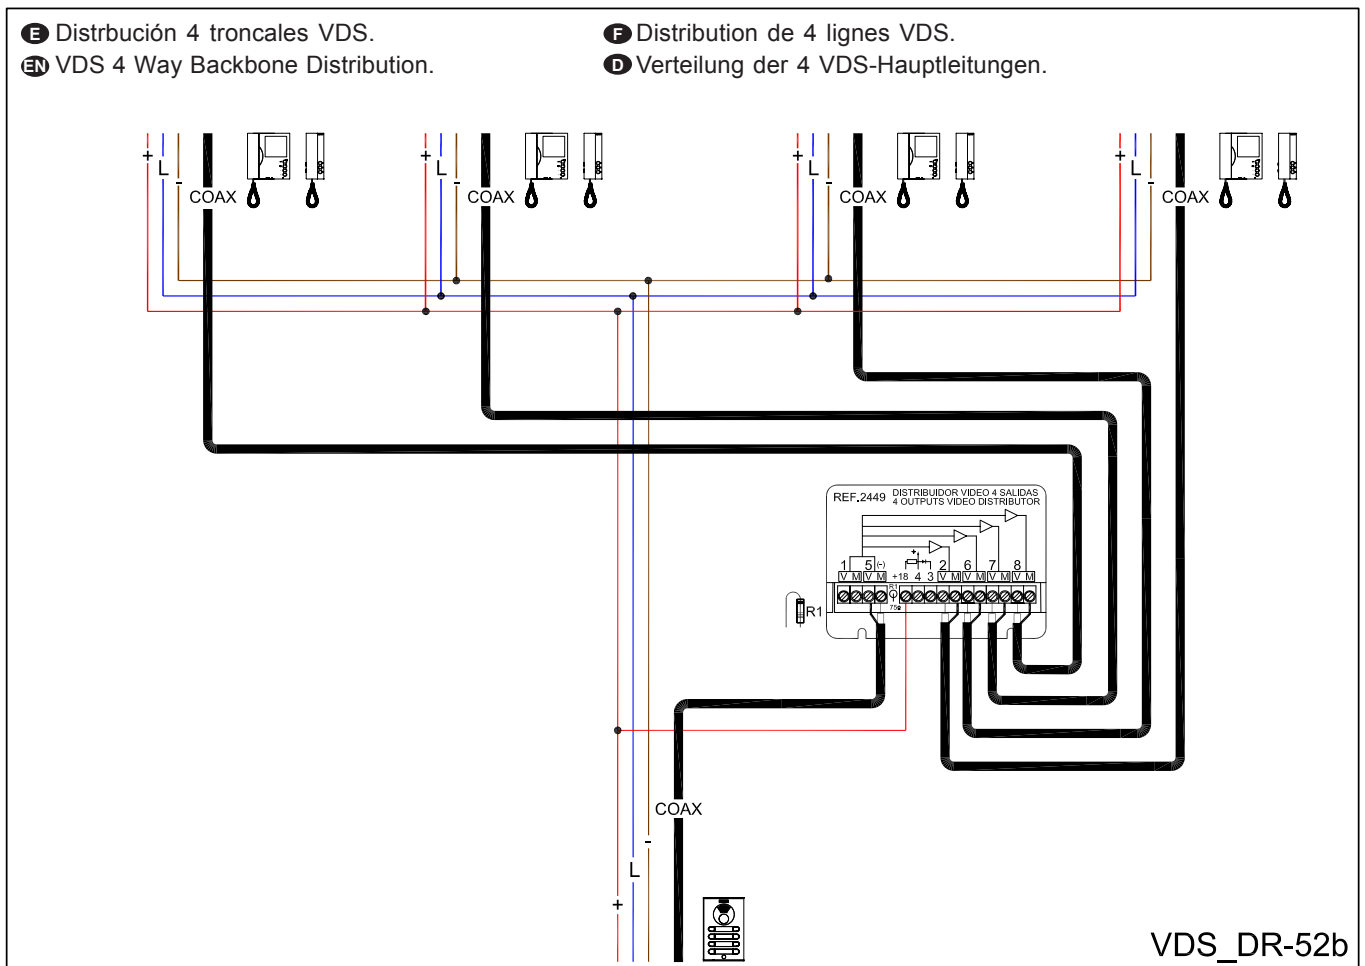 E Distrbución 4 troncales VDS.
F Distribution de 4 lignes VDS.
EN VDS 4 Way Backbone Distribution.
D Verteilung der 4 VDS-Hauptleitungen.
+ L - COAX
+ L - COAX
+ L - COAX
+ L - COAX
REF.2449 DISTRIBUIDOR VIDEO 4 SALIDAS
4 OUTPUTS VIDEO DISTRIBUTOR
+
1 5 (-) 2 6 7 8
V M V M +18 4 3 V M V M V M V M
R1
75Ω
R1
COAX
-
L
+
VDS_DR-52b